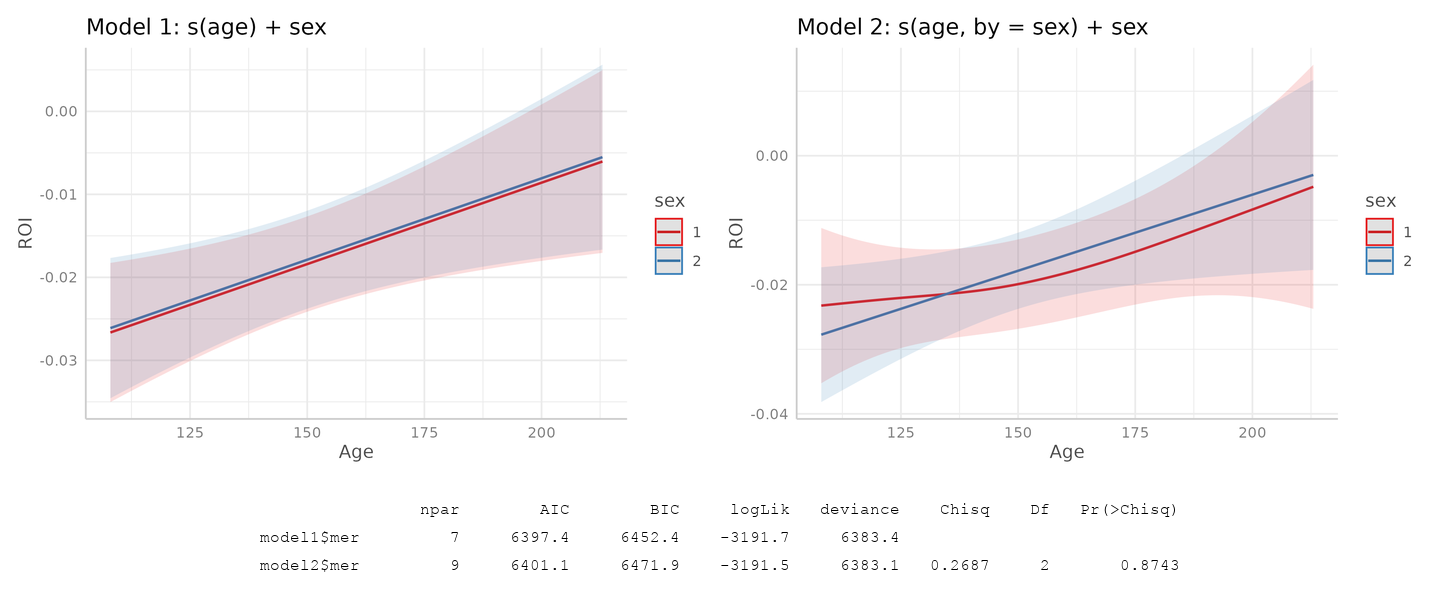 Model 1: s(age) + sex
0.00
-0.01
-0.02
-0.03
ROI
125 150 175 200
Age
sex
1
2
Model 2: s(age, by = sex) + sex
0.00
-0.02
-0.04
ROI
125 150 175 200
Age
sex
1
2
npar AIC BIC logLik deviance Chisq Df Pr(>Chisq)
model1$mer 7 6397.4 6452.4 -3191.7 6383.4
model2$mer 9 6401.1 6471.9 -3191.5 6383.1 0.2687 2 0.8743